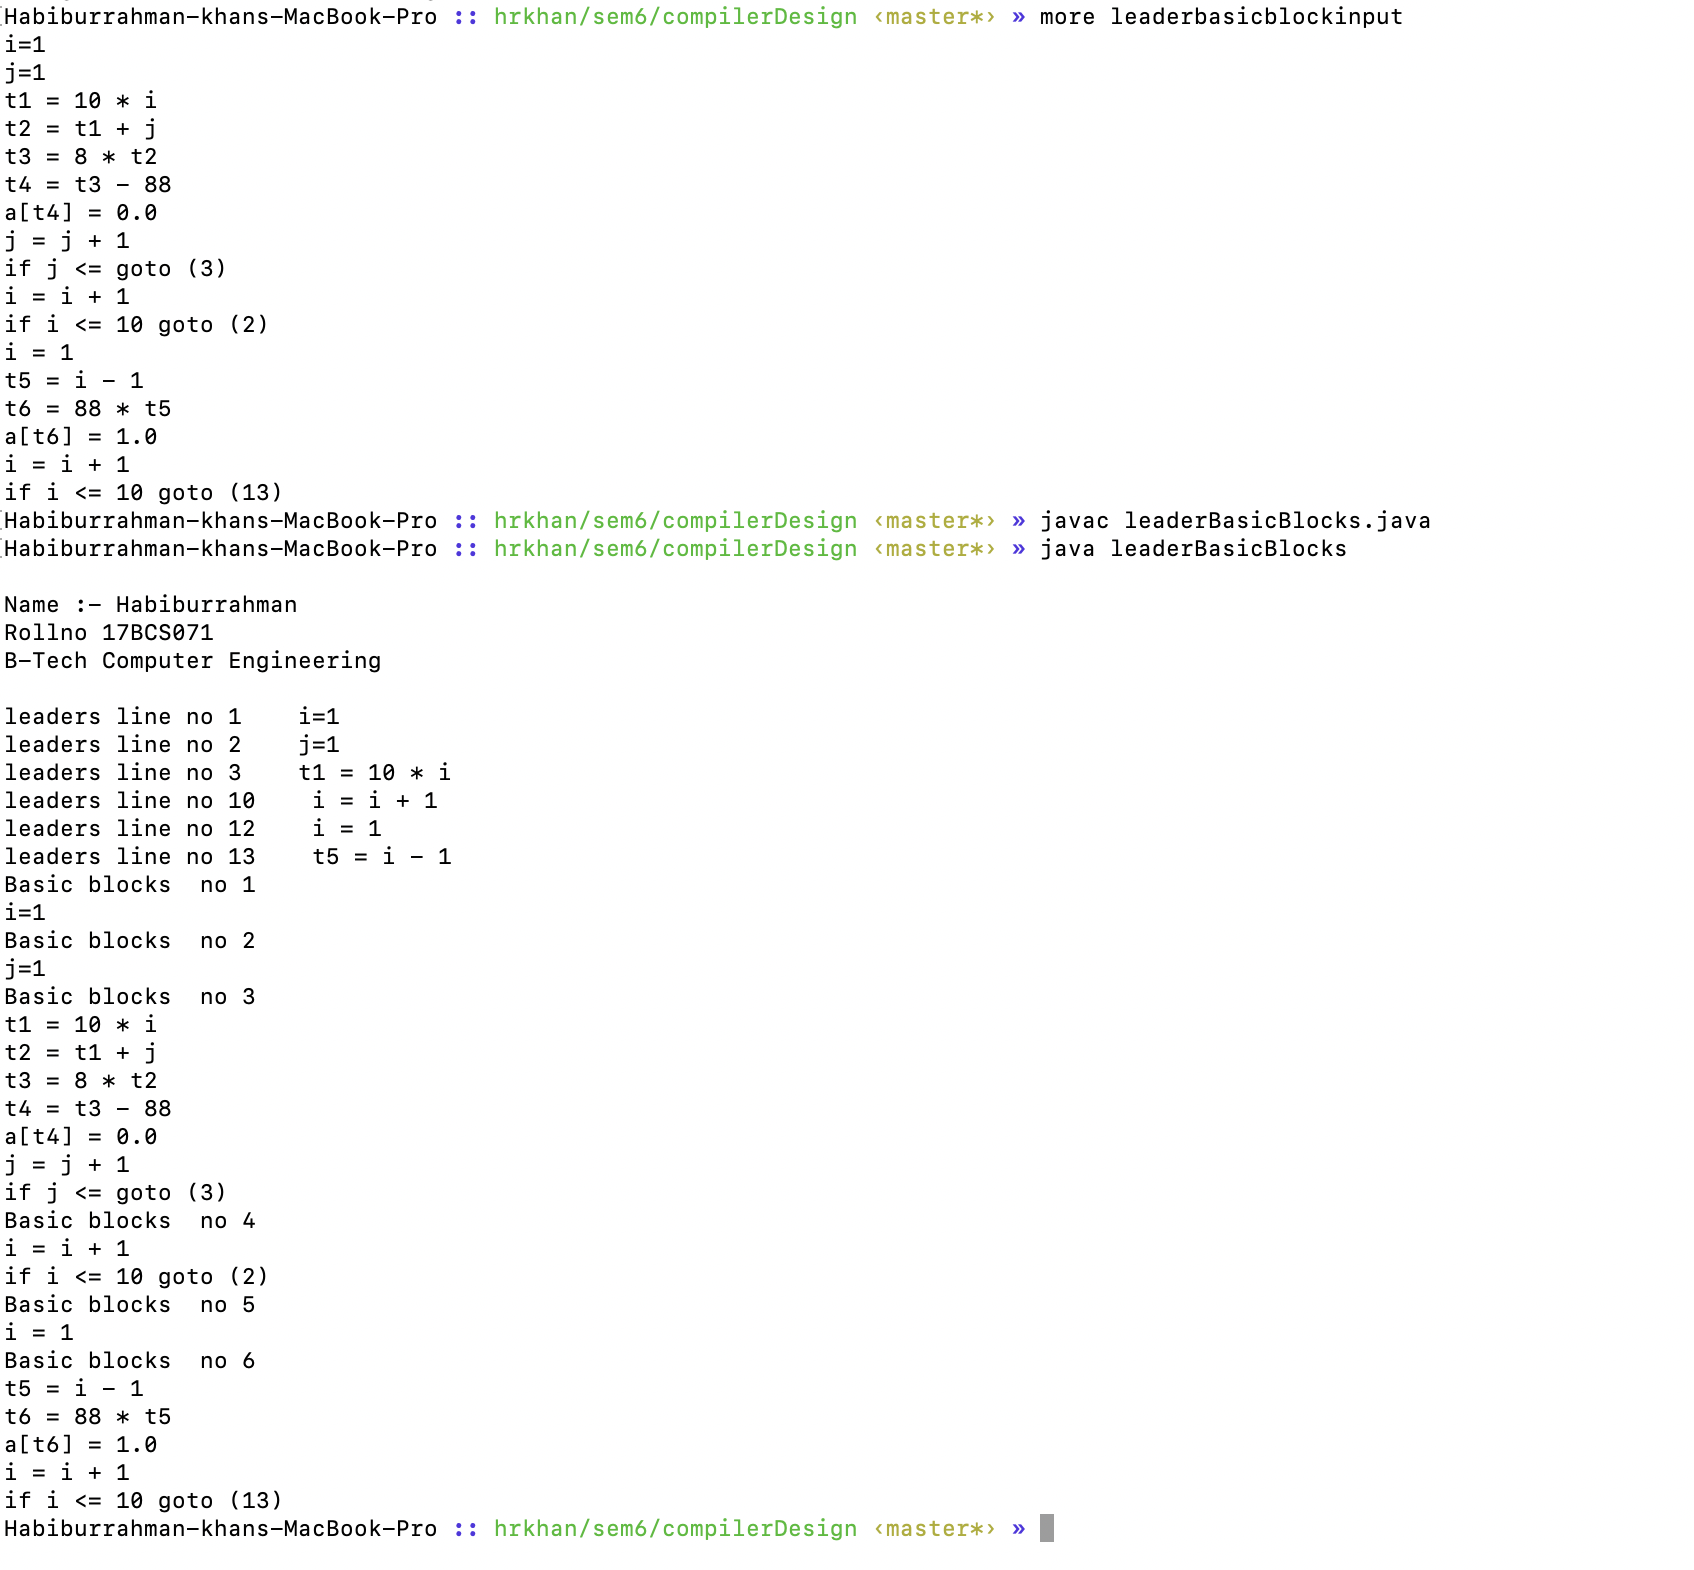 Habiburrahman-khans-MacBook-Pro :: hrkhan/sem6/compilerDesign ‹master*› » more leaderbasicblockinput
i=1
j=1
t1 = 10 * i
t2 = t1 + j
t3 = 8 * t2
t4 = t3 - 88
a[t4] = 0.0
j = j + 1
if j <= goto (3)
i = i + 1
if i <= 10 goto (2)
i = 1
t5 = i - 1
t6 = 88 * t5
a[t6] = 1.0
i = i + 1
if i <= 10 goto (13)
Habiburrahman-khans-MacBook-Pro :: hrkhan/sem6/compilerDesign ‹master*› » javac leaderBasicBlocks.java
Habiburrahman-khans-MacBook-Pro :: hrkhan/sem6/compilerDesign ‹master*› » java leaderBasicBlocks

Name :- Habiburrahman
Rollno 17BCS071
B-Tech Computer Engineering

leaders line no 1    i=1
leaders line no 2    j=1
leaders line no 3    t1 = 10 * i
leaders line no 10    i = i + 1
leaders line no 12    i = 1
leaders line no 13    t5 = i - 1
Basic blocks  no 1
i=1
Basic blocks  no 2
j=1
Basic blocks  no 3
t1 = 10 * i
t2 = t1 + j
t3 = 8 * t2
t4 = t3 - 88
a[t4] = 0.0
j = j + 1
if j <= goto (3)
Basic blocks  no 4
i = i + 1
if i <= 10 goto (2)
Basic blocks  no 5
i = 1
Basic blocks  no 6
t5 = i - 1
t6 = 88 * t5
a[t6] = 1.0
i = i + 1
if i <= 10 goto (13)
Habiburrahman-khans-MacBook-Pro :: hrkhan/sem6/compilerDesign ‹master*› »